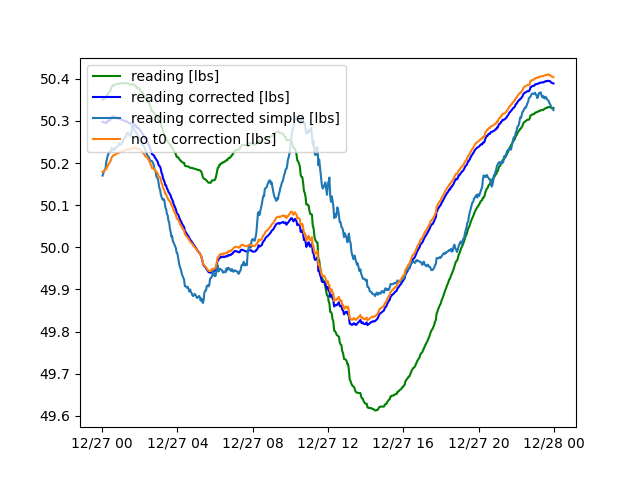 50.4
50.3
50.2
50.1
50.0
49.9
49.8
49.7
49.6
reading [lbs]
reading corrected [lbs]
reading corrected simple [lbs]
no t0 correction [lbs]
12/27 00 12/27 04 12/27 08 12/27 12 12/27 16 12/27 20 12/28 00